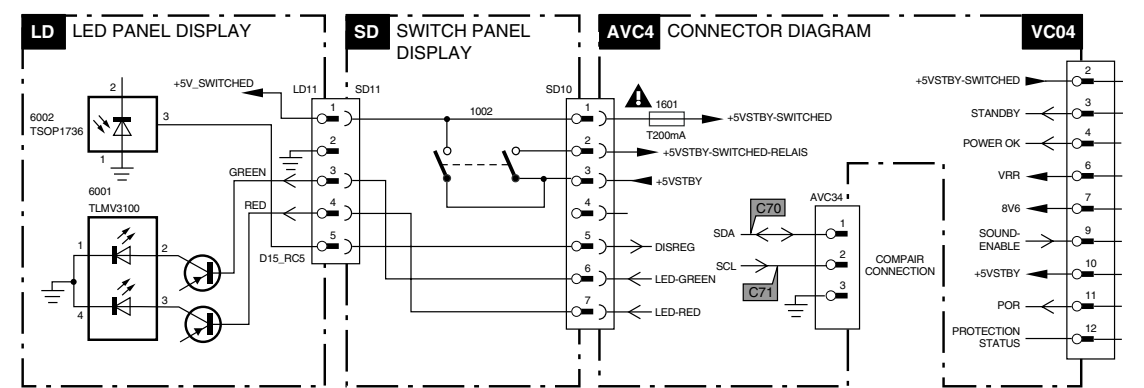 LD LED PANEL DISPLAY
2
6002
TSOP1736
3
1
+5V_SWITCHED
LD11
1
2
3
4
5
GREEN
RED
D15_RC5
6001
TLMV3100
1
2
3
4
SD SWITCH PANEL
DISPLAY
SD11
1002
SD10
1
2
3
4
5
6
7
AVC4 CONNECTOR DIAGRAM
1601
T200mA
+5VSTBY-SWITCHED
+5VSTBY-SWITCHED-RELAIS
+5VSTBY
DISREG
LED-GREEN
LED-RED
C70
SDA
SCL
C71
AVC34
1
2
3
COMPAIR
CONNECTION
VC04
+5VSTBY-SWITCHED 2
STANDBY 3
POWER OK 4
VRR 6
8V6 7
SOUND-
ENABLE 9
+5VSTBY 10
POR 11
PROTECTION
STATUS 12